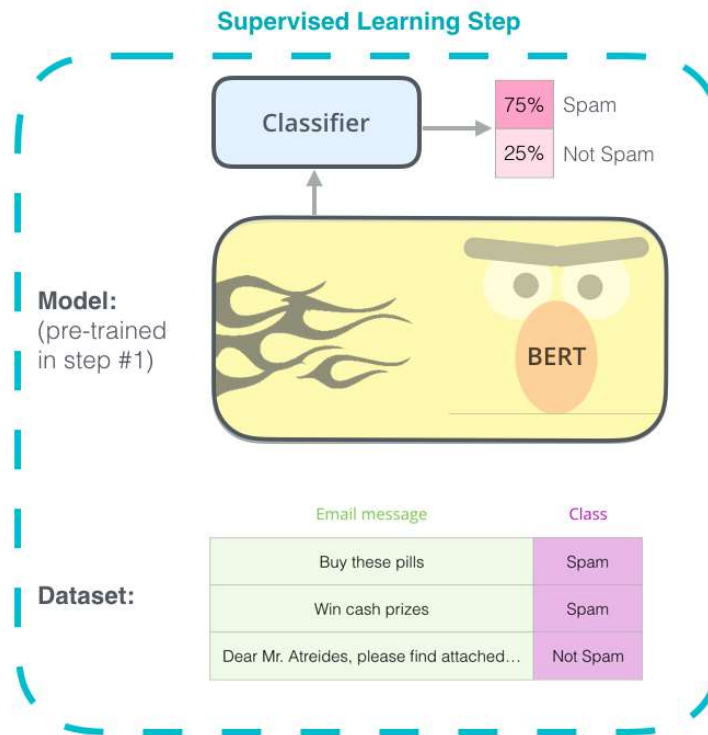 Supervised Learning Step
Classifier
75% Spam
25% Not Spam
Model:
(pre-trained
in step #1)
BERT
Email message Class
Dataset:
Buy these pills Spam
Win cash prizes Spam
Dear Mr. Atreides, please find attached... Not Spam